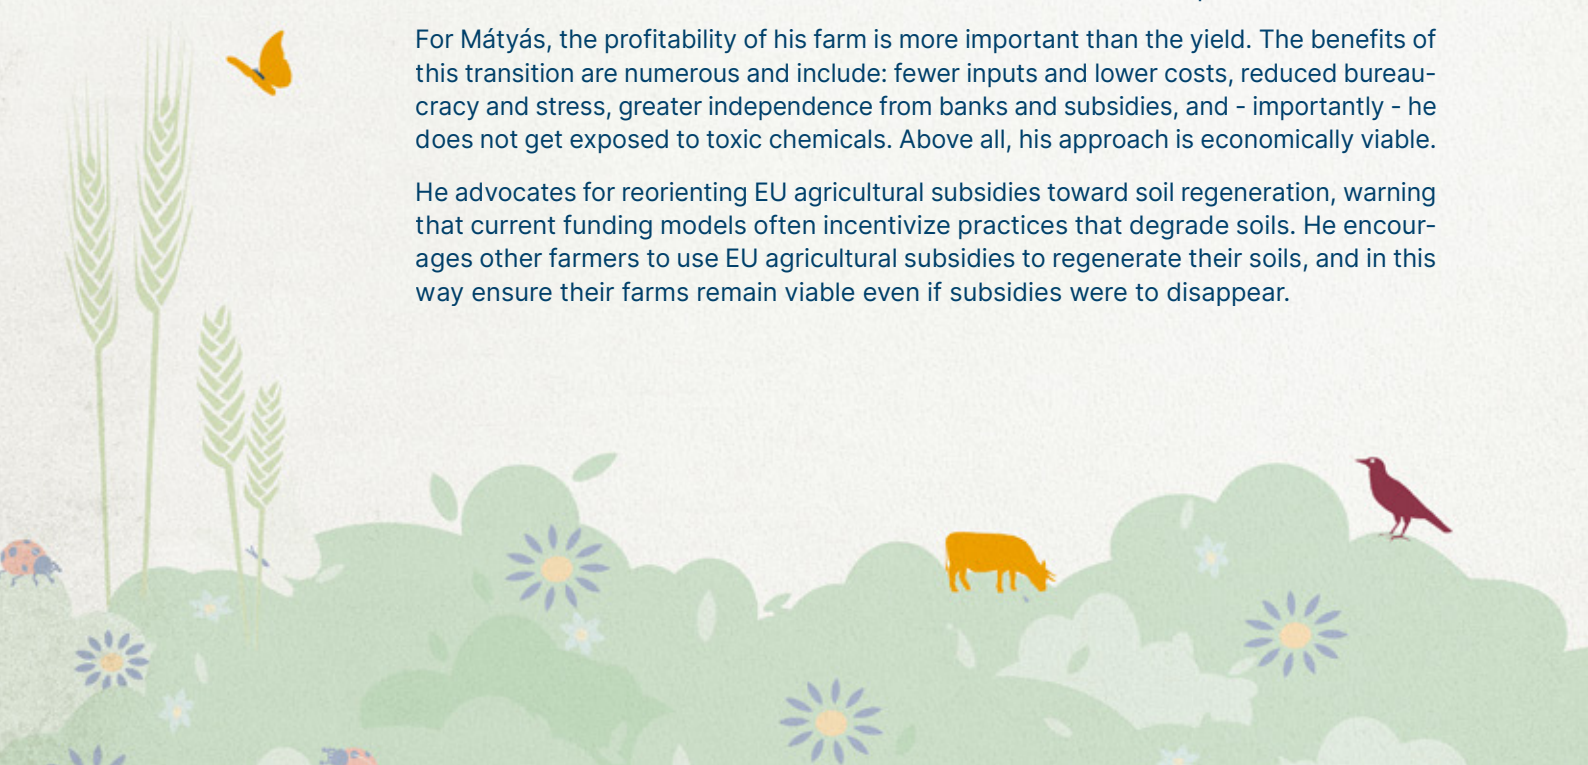 For Mátyás, the profitability of his farm is more important than the yield. The benefits of
this transition are numerous and include: fewer inputs and lower costs, reduced bureau-
cracy and stress, greater independence from banks and subsidies, and - importantly - he
does not get exposed to toxic chemicals. Above all, his approach is economically viable.
He advocates for reorienting EU agricultural subsidies toward soil regeneration, warning
that current funding models often incentivize practices that degrade soils. He encour-
ages other farmers to use EU agricultural subsidies to regenerate their soils, and in this
way ensure their farms remain viable even if subsidies were to disappear.